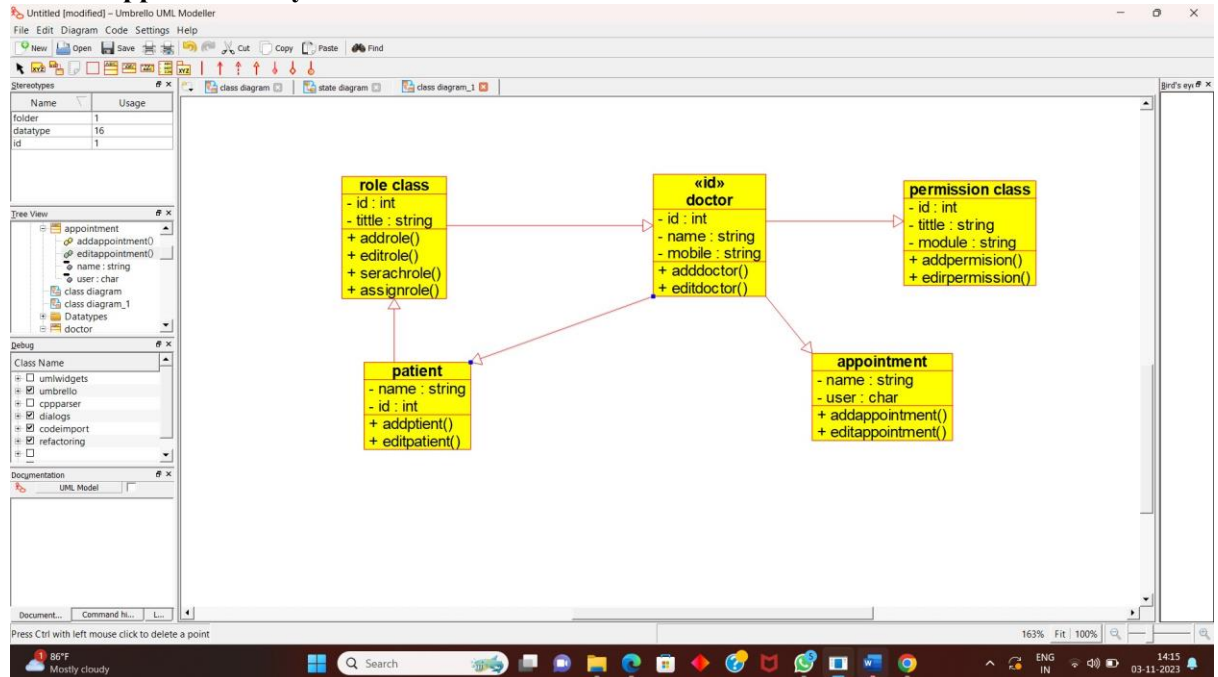 Untitled [modified] – Umbrello UML Modeller
File Edit Diagram Code Settings Help
New Open Save Cut Copy Paste Find
Stereotypes
class diagram state diagram class diagram_1
Name Usage
folder 1
datatype 16
id 1
Tree View
appointment
addappointment()
editappointment()
name : string
user : char
class diagram
class diagram_1
Datatypes
doctor
Debug
Class Name
umlwidgets
umbrello
cppparser
dialogs
codeimport
refactoring
Documentation
UML Model
role class
- id : int
- tittle : string
+ addrole()
+ editrole()
+ serachrole()
+ assignrole()
«id»
doctor
- id : int
- name : string
- mobile : string
+ adddoctor()
+ editdoctor()
permission class
- id : int
- tittle : string
- module : string
+ addpermision()
+ edirpermission()
patient
- name : string
- id : int
+ addptient()
+ editpatient()
appointment
- name : string
- user : char
+ addappointment()
+ editappointment()
Bird's eye
Document... Command hi... L...
Press Ctrl with left mouse click to delete a point
163% Fit 100%
1
86°F
Mostly cloudy
Search
ENG
IN
14:15
03-11-2023